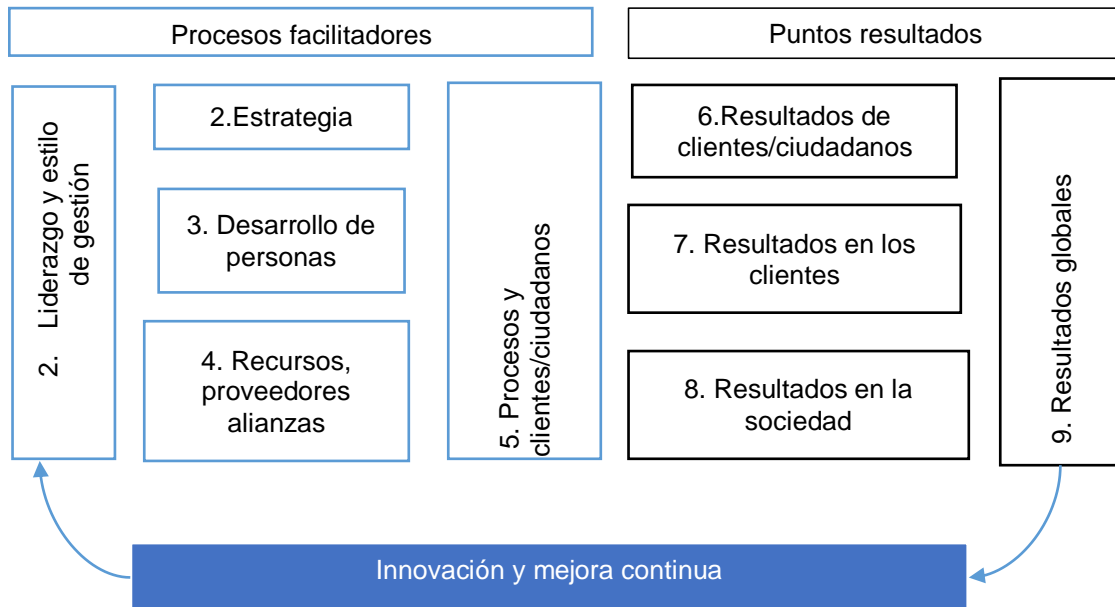 Procesos facilitadores
Puntos resultados
2. Liderazgo y estilo
de gestión
2.Estrategia
3. Desarrollo de
personas
4. Recursos,
proveedores
alianzas
5. Procesos y
clientes/ciudadanos
6.Resultados de
clientes/ciudadanos
7. Resultados en los
clientes
8. Resultados en la
sociedad
9. Resultados globales
Innovación y mejora continua